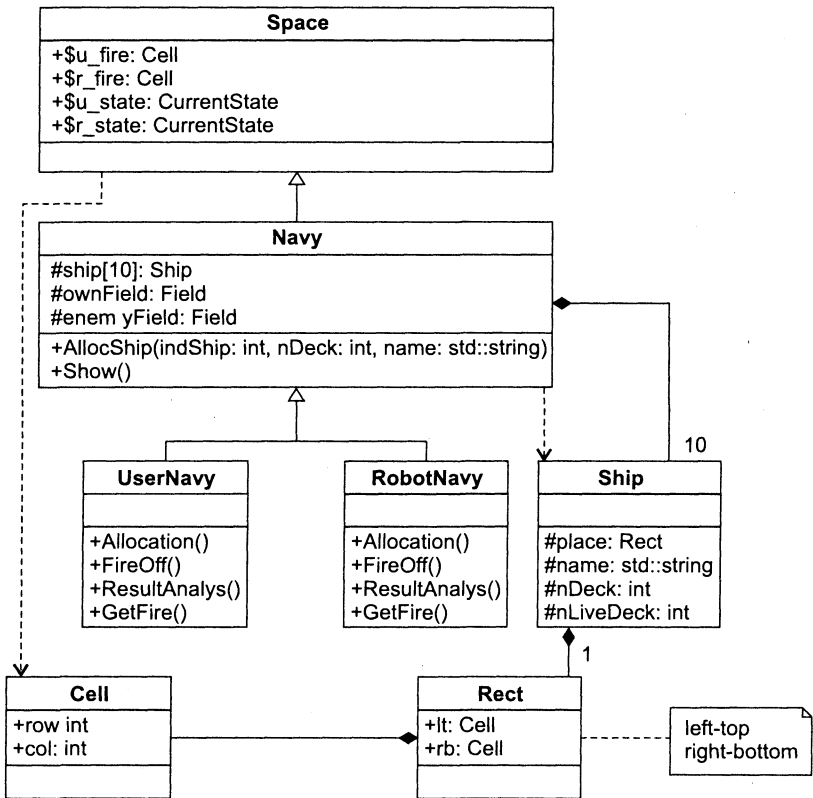 Space
+$u_fire: Cell
+$r_fire: Cell
+$u_state: CurrentState
+$r_state: CurrentState
Navy
#ship[10]: Ship
#ownField: Field
#enem yField: Field
+AllocShip(indShip: int, nDeck: int, name: std::string)
+Show()
10
UserNavy
+Allocation()
+FireOff()
+ResultAnalys()
+GetFire()
RobotNavy
+Allocation()
+FireOff()
+ResultAnalys()
+GetFire()
Ship
#place: Rect
#name: std::string
#nDeck: int
#nLiveDeck: int
1
Cell
+row int
+col: int
Rect
+lt: Cell
+rb: Cell
left-top
right-bottom